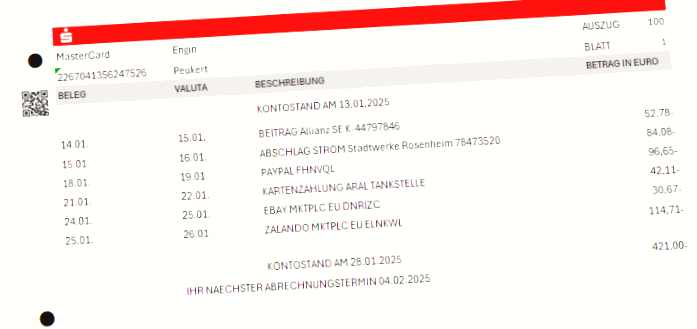 MasterCard Engin AUSZUG 100
2267041356247526 Peukert BLATT 1
BELEG VALUTA BESCHREIBUNG BETRAG IN EURO
KONTOSTAND AM 13.01.2025
14.01. 15.01. BEITRAG Allianz SE K-44797846 52,78-
15.01. 16.01. ABSCHLAG STROM Stadtwerke Rosenheim 78473520 84,08-
18.01. 19.01 PAYPAL FHNVQL 96,65-
21.01. 22.01. KARTENZAHLUNG ARAL TANKSTELLE 42,11-
24.01. 25.01. EBAY MKTPLC EU DNRIZC 30,67-
25.01. 26.01. ZALANDO MKTPLC EU ELNKWL 114,71-
KONTOSTAND AM 28.01.2025 421,00-
IHR NAECHSTER ABRECHNUNGSTERMIN 04.02.2025